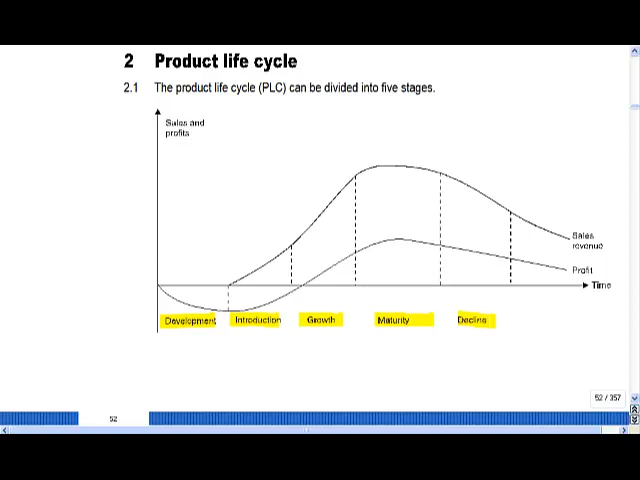 2 Product life cycle
2.1 The product life cycle (PLC) can be divided into five stages.
Sales and
profits
Sales
revenue
Profit
Time
Development Introduction Growth Maturity Decline
52 / 357
52